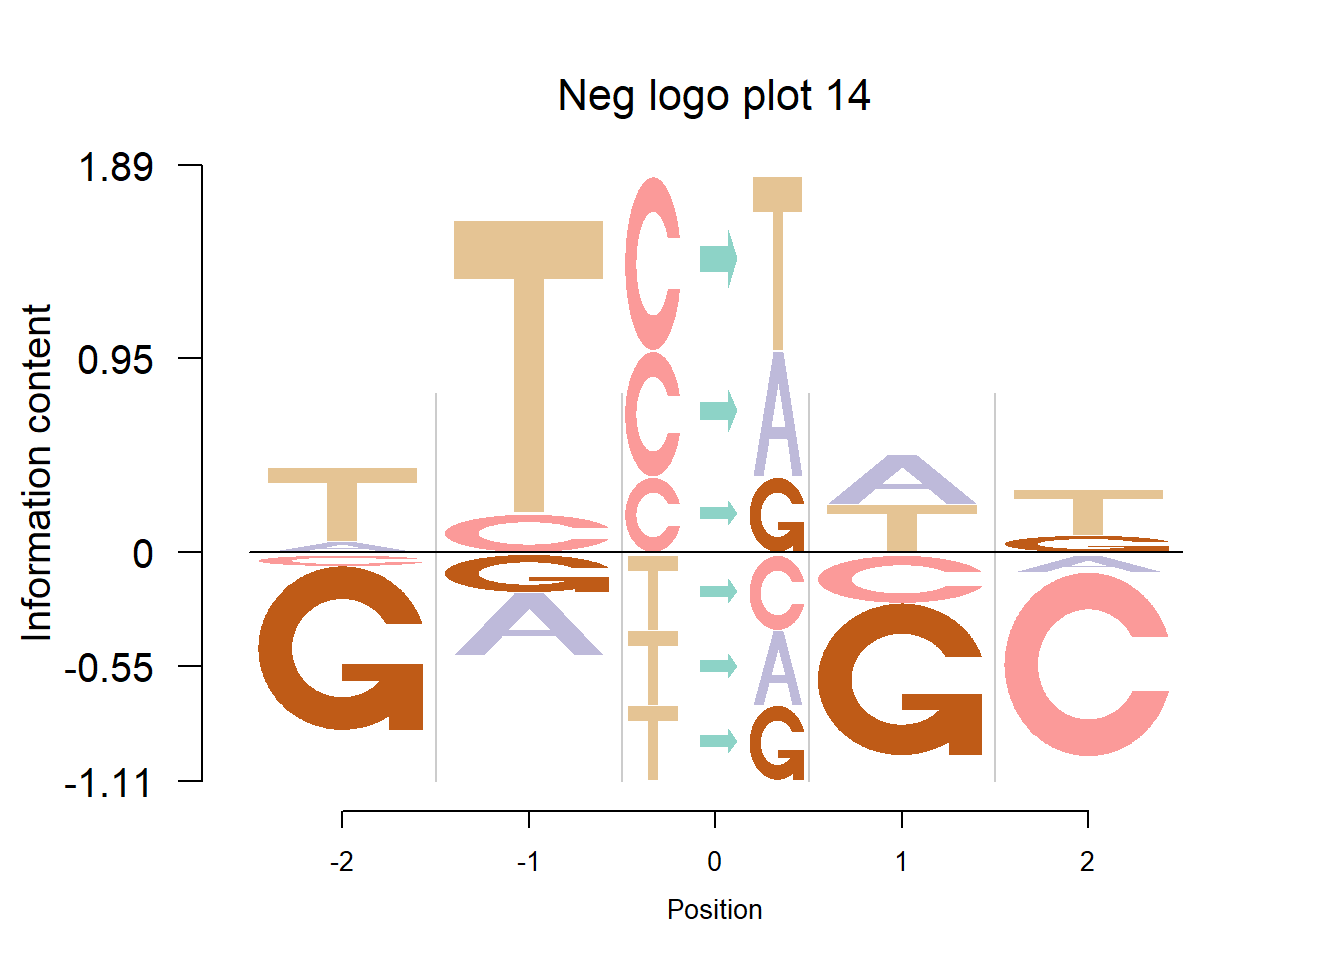 Neg logo plot 14
Information content
1.89
0.95
0
-0.55
-1.11
T A C G
T C G A
C T
C A
C G
T C
T A
T G
A T C G
T G A C
-2 -1 0 1 2
Position